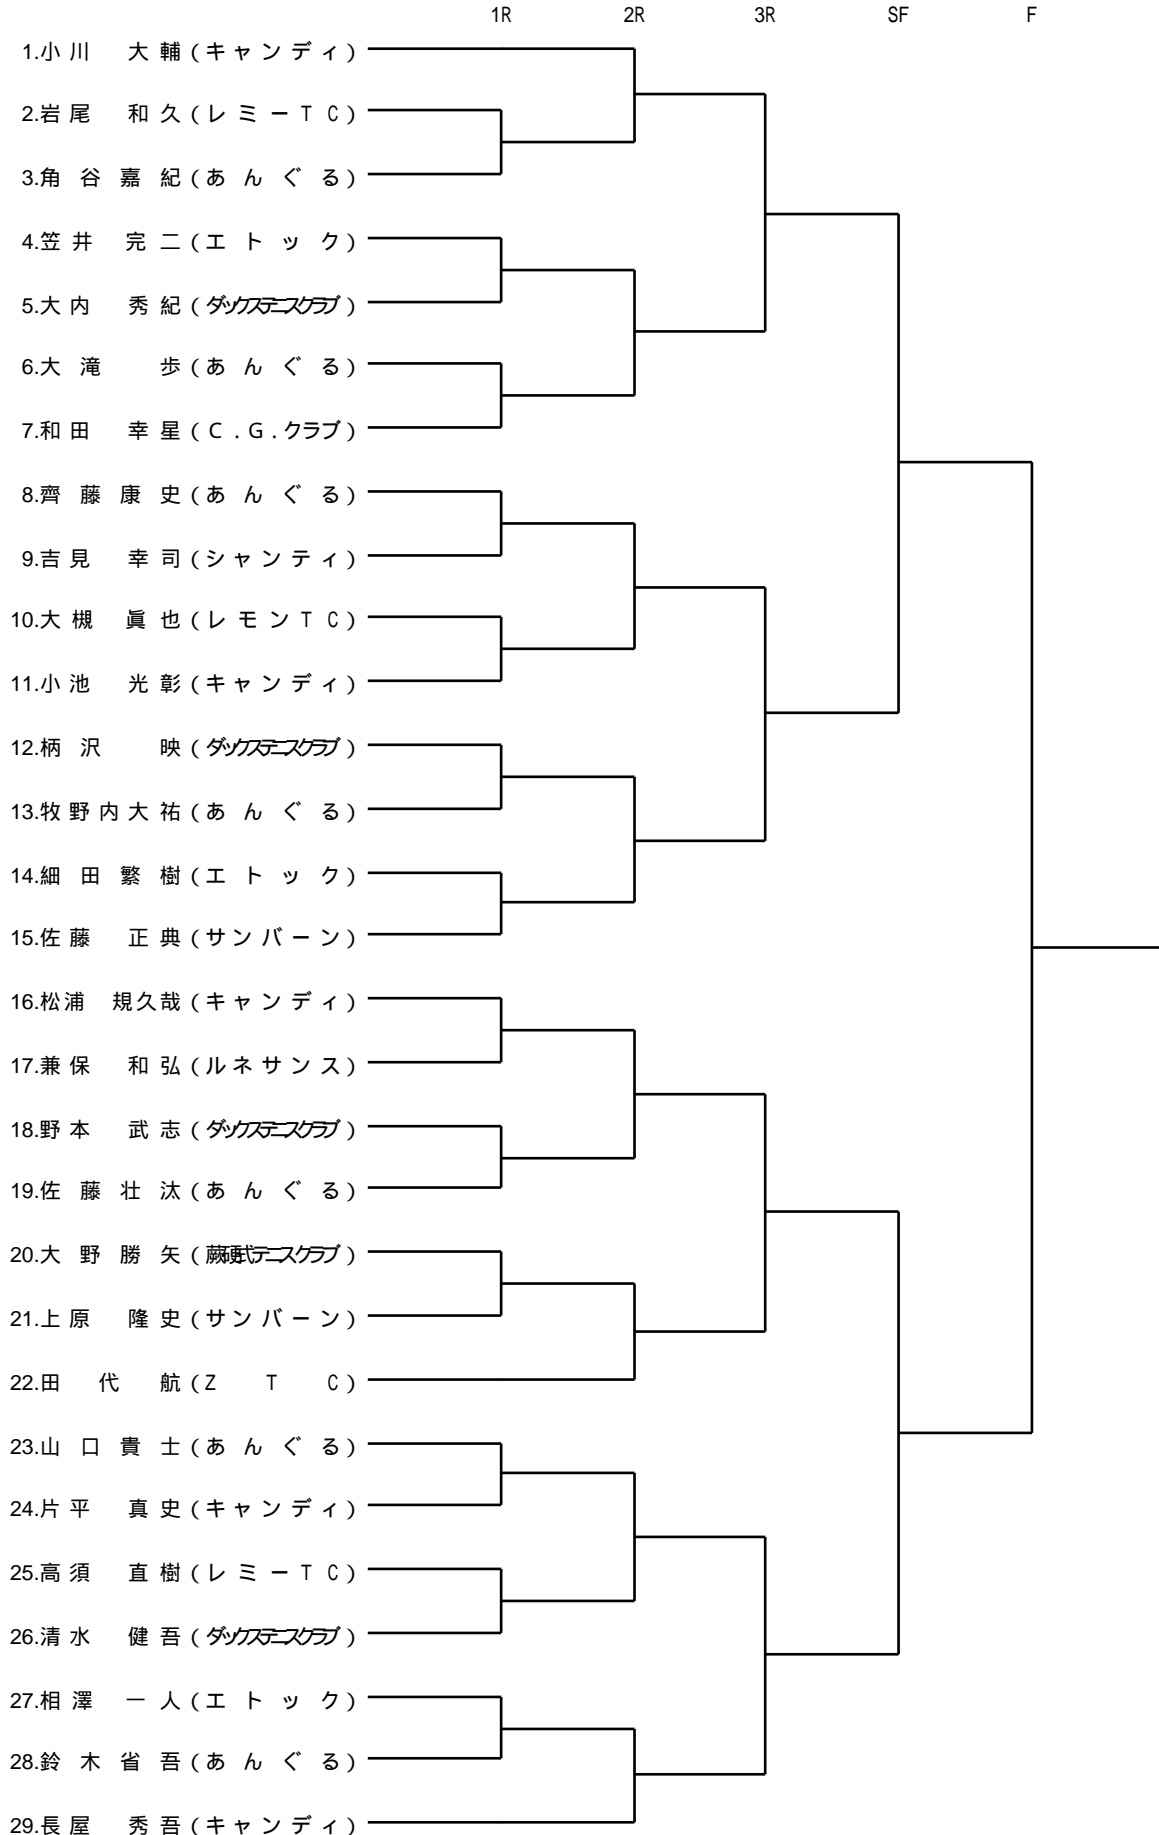 1R 2R 3R SF F
1.小川 大輔(キャンディ)
2.岩尾 和久(レミーTC)
3.角谷嘉紀(あんぐる)
4.笠井 完二(エトック)
5.大内 秀紀(ダックステニスクラブ)
6.大滝 歩(あんぐる)
7.和田 幸星(C.G.クラブ)
8.齊藤康史(あんぐる)
9.吉見 幸司(シャンティ)
10.大槻 眞也(レモンTC)
11.小池 光彰(キャンディ)
12.柄沢 映(ダックステニスクラブ)
13.牧野内大祐(あんぐる)
14.細田繁樹(エトック)
15.佐藤 正典(サンバーン)
16.松浦 規久哉(キャンディ)
17.兼保 和弘(ルネサンス)
18.野本 武志(ダックステニスクラブ)
19.佐藤壮汰(あんぐる)
20.大野勝矢(蕨硬式テニスクラブ)
21.上原 隆史(サンバーン)
22.田代航(Z T C)
23.山口貴士(あんぐる)
24.片平 真史(キャンディ)
25.高須 直樹(レミーTC)
26.清水 健吾(ダックステニスクラブ)
27.相澤 一人(エトック)
28.鈴木省吾(あんぐる)
29.長屋 秀吾(キャンディ)